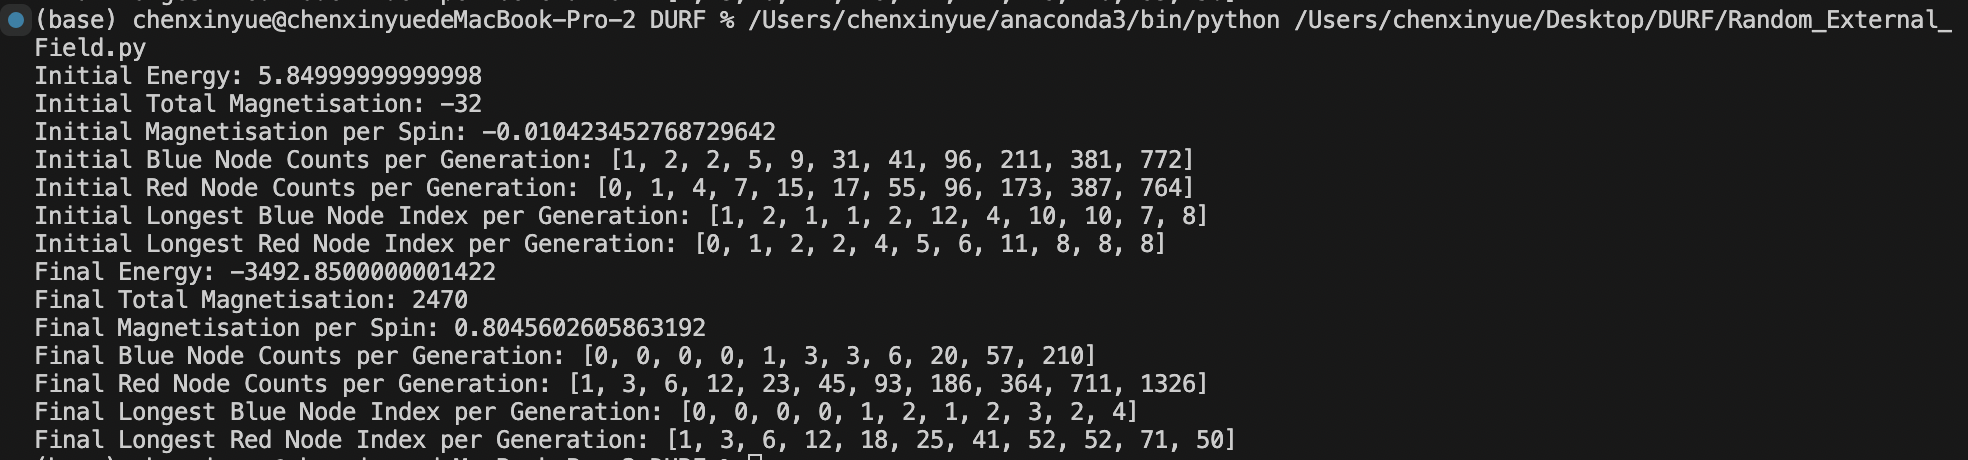 (base) chenxinyue@chenxinyuedeMacBook-Pro-2 DURF % /Users/chenxinyue/anaconda3/bin/python /Users/chenxinyue/Desktop/DURF/Random_External_
Field.py
Initial Energy: 5.84999999999998
Initial Total Magnetisation: -32
Initial Magnetisation per Spin: -0.010423452768729642
Initial Blue Node Counts per Generation: [1, 2, 2, 5, 9, 31, 41, 96, 211, 381, 772]
Initial Red Node Counts per Generation: [0, 1, 4, 7, 15, 17, 55, 96, 173, 387, 764]
Initial Longest Blue Node Index per Generation: [1, 2, 1, 1, 2, 12, 4, 10, 10, 7, 8]
Initial Longest Red Node Index per Generation: [0, 1, 2, 2, 4, 5, 6, 11, 8, 8, 8]
Final Energy: -3492.8500000001422
Final Total Magnetisation: 2470
Final Magnetisation per Spin: 0.8045602605863192
Final Blue Node Counts per Generation: [0, 0, 0, 0, 1, 3, 3, 6, 20, 57, 210]
Final Red Node Counts per Generation: [1, 3, 6, 12, 23, 45, 93, 186, 364, 711, 1326]
Final Longest Blue Node Index per Generation: [0, 0, 0, 0, 1, 2, 1, 2, 3, 2, 4]
Final Longest Red Node Index per Generation: [1, 3, 6, 12, 18, 25, 41, 52, 52, 71, 50]